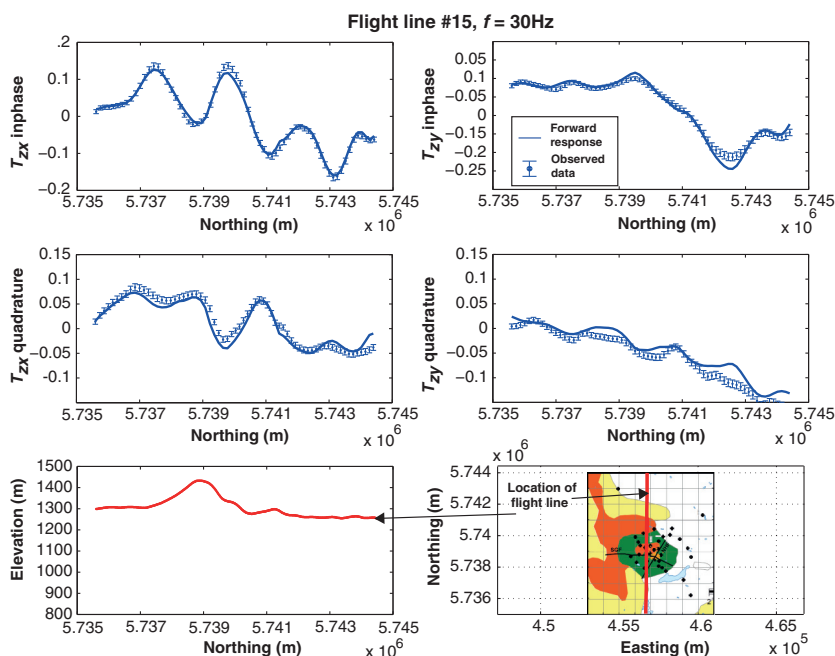 Flight line #15, f = 30Hz
.2
0.1
0
−0.1
−0.2
Tzx inphase
5.735 5.737 5.739 5.741 5.743 5.745
Northing (m)
x 10^6
0.15
0.1
−0.05
0.05
−0.15
−0.25
Tzy inphase
Forward response
Observed data
5.735 5.737 5.739 5.741 5.743 5.745
Northing (m)
x 10^6
0.15
0.1
0.05
0
−0.05
−0.1
Tzx quadrature
5.735 5.737 5.739 5.741 5.743 5.745
Northing (m)
x 10^6
0.15
0.1
0.05
0
−0.05
−0.1
Tzy quadrature
5.735 5.737 5.739 5.741 5.743 5.745
Northing (m)
x 10^6
1500
1400
1300
1200
1100
1000
900
800
Elevation (m)
5.735 5.737 5.739 5.741 5.743 5.745
Northing (m)
x 10^6
x 10^6
5.744
5.742
5.74
5.738
5.736
Northing (m)
Location of
flight line
4.5 4.55 4.6 4.65
Easting (m)
x 10^5